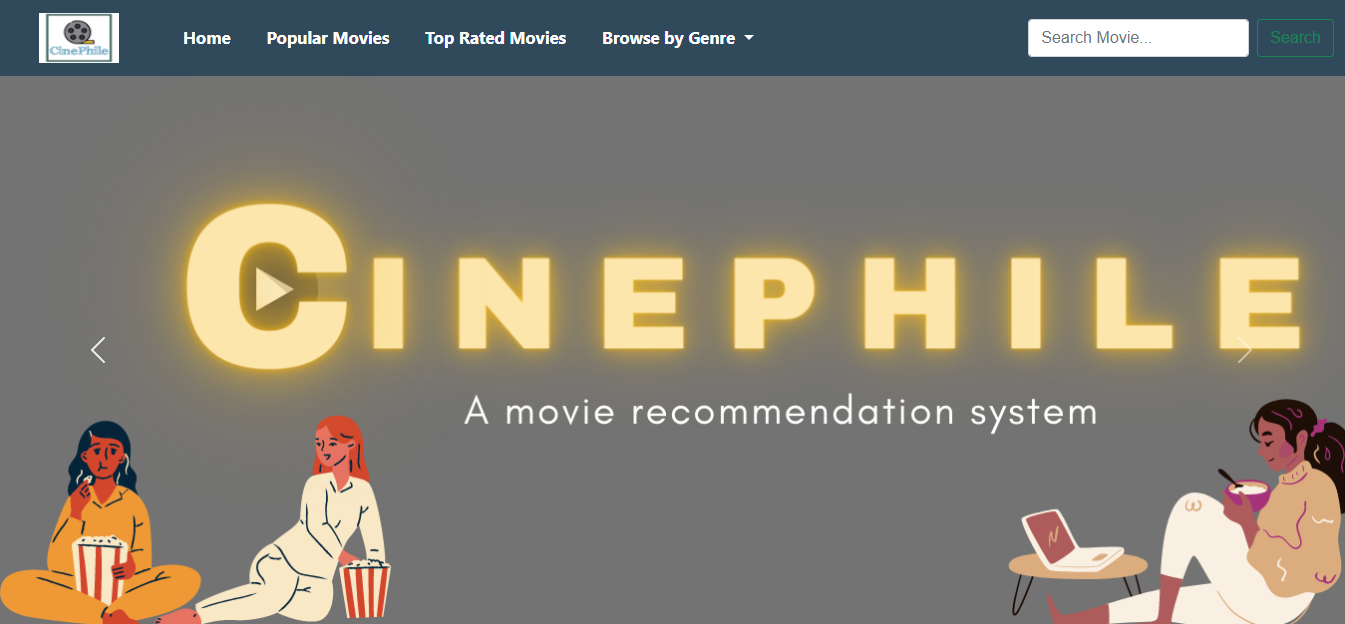 CinePhile
Home Popular Movies Top Rated Movies Browse by Genre Search Movie... Search
CINEPHILE
A movie recommendation system
N